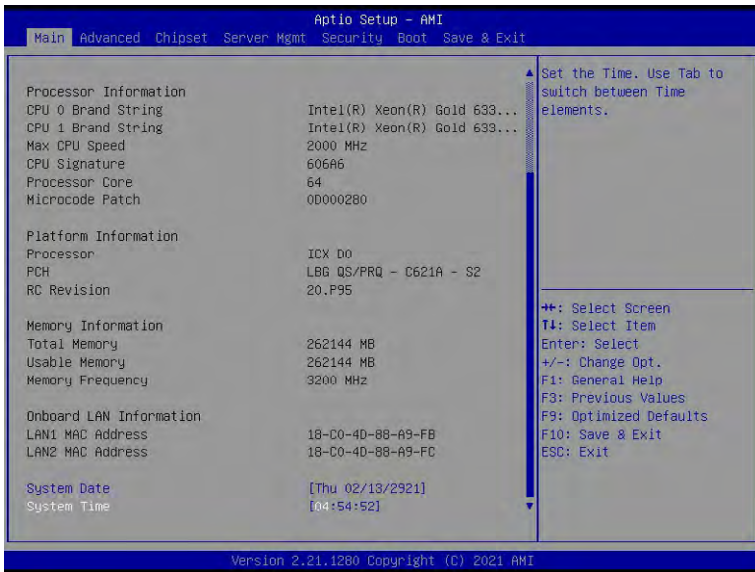 Aptio Setup - AMI
Main Advanced Chipset Server Mgmt Security Boot Save & Exit
Processor Information
CPU 0 Brand String Intel(R) Xeon(R) Gold 633...
CPU 1 Brand String Intel(R) Xeon(R) Gold 633...
Max CPU Speed 2000 MHz
CPU Signature 606A6
Processor Core 64
Microcode Patch 0D000280
Platform Information
Processor ICX D0
PCH LBG QS/PRQ - C621A - S2
RC Revision 20.P95
Memory Information
Total Memory 262144 MB
Usable Memory 262144 MB
Memory Frequency 3200 MHz
Onboard LAN Information
LAN1 MAC Address 18-C0-4D-88-A9-FB
LAN2 MAC Address 18-C0-4D-88-A9-FC
System Date [Thu 02/13/2921]
System Time [04:54:52]
Set the Time. Use Tab to
switch between Time
elements.
→←: Select Screen
↑↓: Select Item
Enter: Select
+/-: Change Opt.
F1: General Help
F3: Previous Values
F9: Optimized Defaults
F10: Save & Exit
ESC: Exit
Version 2.21.1280 Copyright (C) 2021 AMI